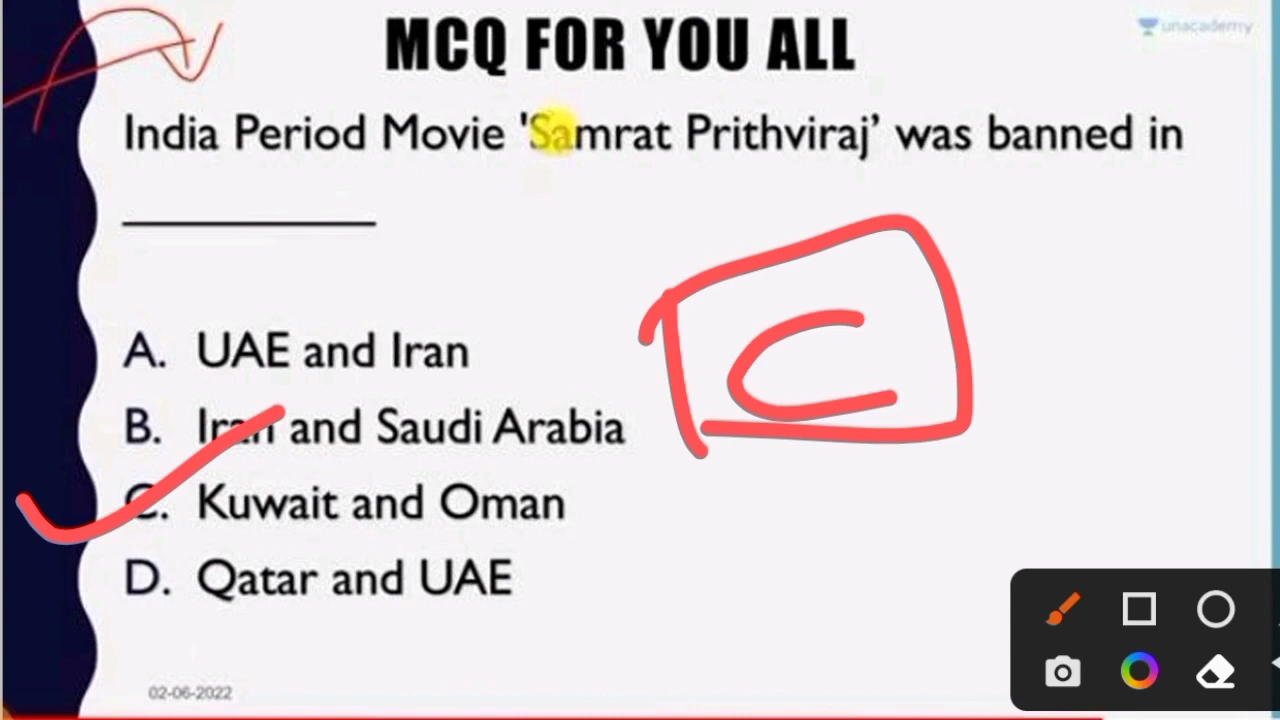 MCQ FOR YOU ALL
unacademy
India Period Movie 'Samrat Prithviraj’ was banned in
A. UAE and Iran
B. Iran and Saudi Arabia
C
C. Kuwait and Oman
D. Qatar and UAE
02-06-2022